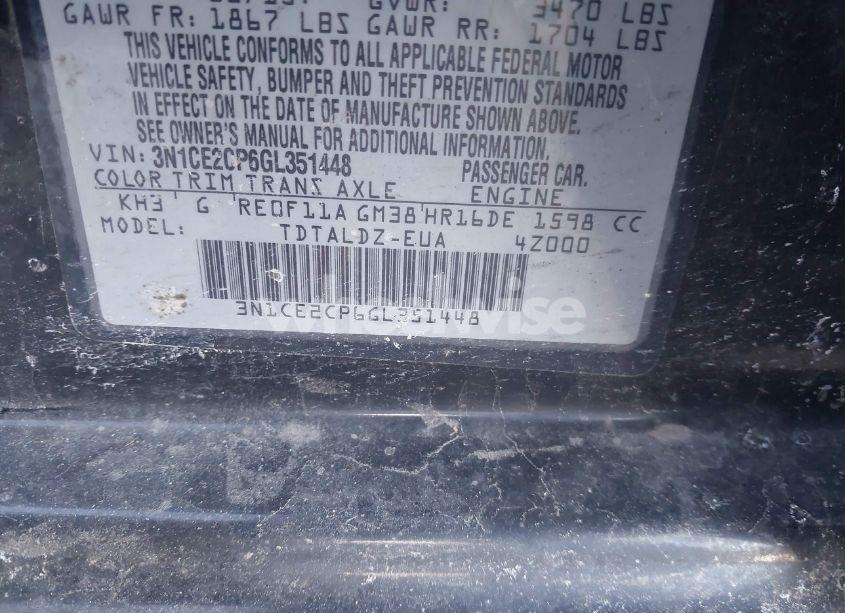 GVWR: 3470 LBS
GAWR FR: 1867 LBS GAWR RR: 1704 LBS
THIS VEHICLE CONFORMS TO ALL APPLICABLE FEDERAL MOTOR
VEHICLE SAFETY, BUMPER AND THEFT PREVENTION STANDARDS
IN EFFECT ON THE DATE OF MANUFACTURE SHOWN ABOVE.
SEE OWNER'S MANUAL FOR ADDITIONAL INFORMATION.
VIN: 3N1CE2CP6GL351448 PASSENGER CAR.
COLOR TRIM TRANS AXLE ENGINE
KH3 G RE0F11A GM38 HR16DE 1598 CC
MODEL: TDTALDZ-EUA 4Z000
3N1CE2CP6GL351448